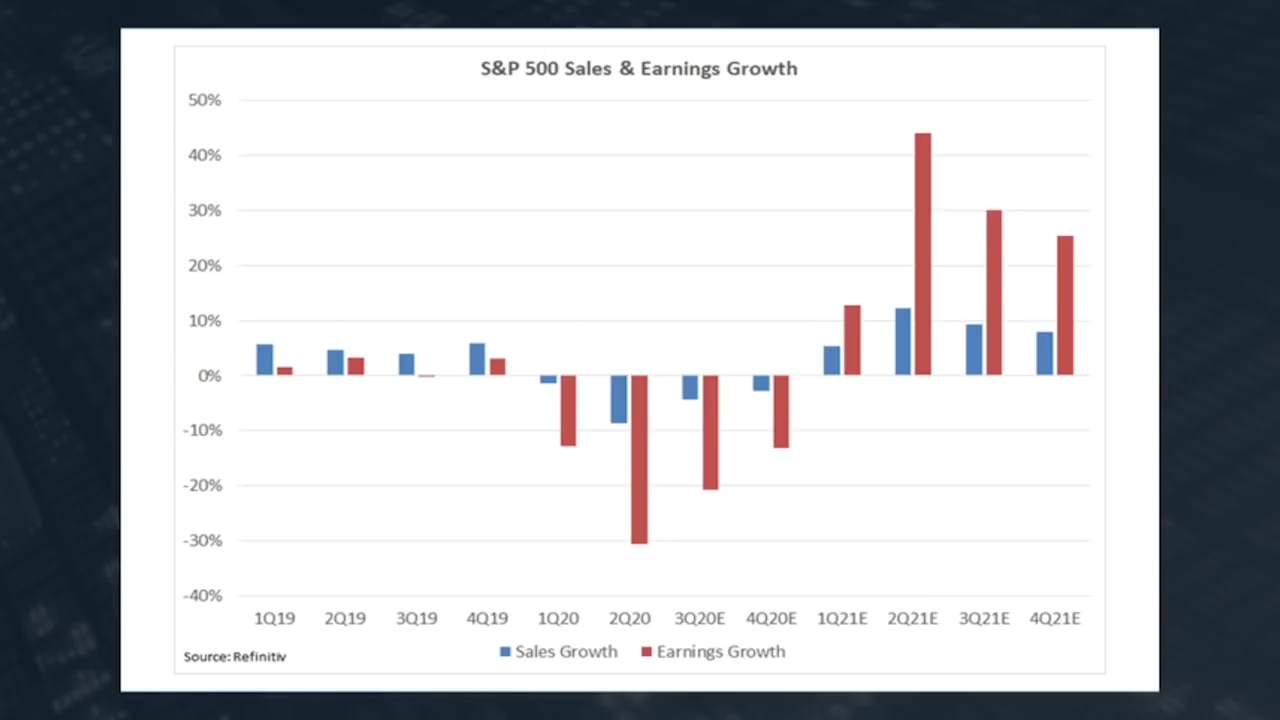 S&P 500 Sales & Earnings Growth
50%
40%
30%
20%
10%
0%
-10%
-20%
-30%
-40%
1Q19 2Q19 3Q19 4Q19 1Q20 2Q20 3Q20E 4Q20E 1Q21E 2Q21E 3Q21E 4Q21E
Sales Growth Earnings Growth
Source: Refinitiv